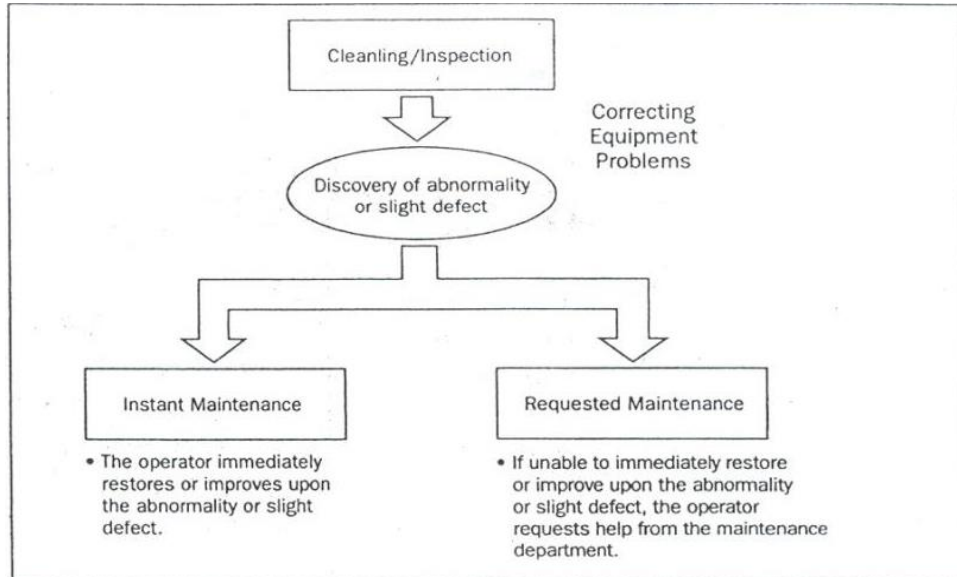 Cleanling/Inspection
Correcting
Equipment
Problems
Discovery of abnormality
or slight defect
Instant Maintenance
Requested Maintenance
• The operator immediately
restores or improves upon
the abnormality or slight
defect.
• If unable to immediately restore
or improve upon the abnormality
or slight defect, the operator
requests help from the maintenance
department.